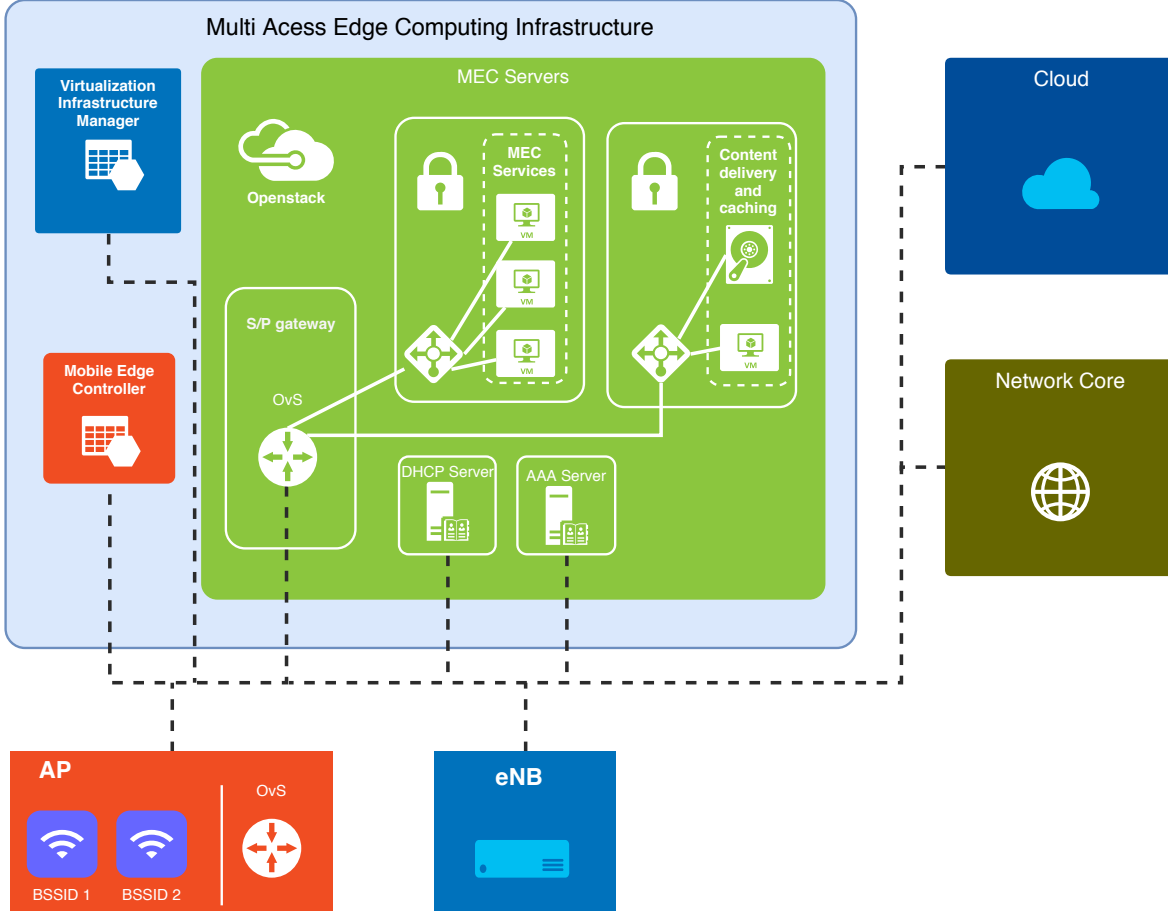 Multi Acess Edge Computing Infrastructure
Virtualization
Infrastructure
Manager
MEC Servers
Openstack
MEC
Services
VM
VM
VM
Content
delivery
and
caching
VM
S/P gateway
OvS
Mobile Edge
Controller
DHCP Server
AAA Server
Cloud
Network Core
AP
BSSID 1
BSSID 2
OvS
eNB